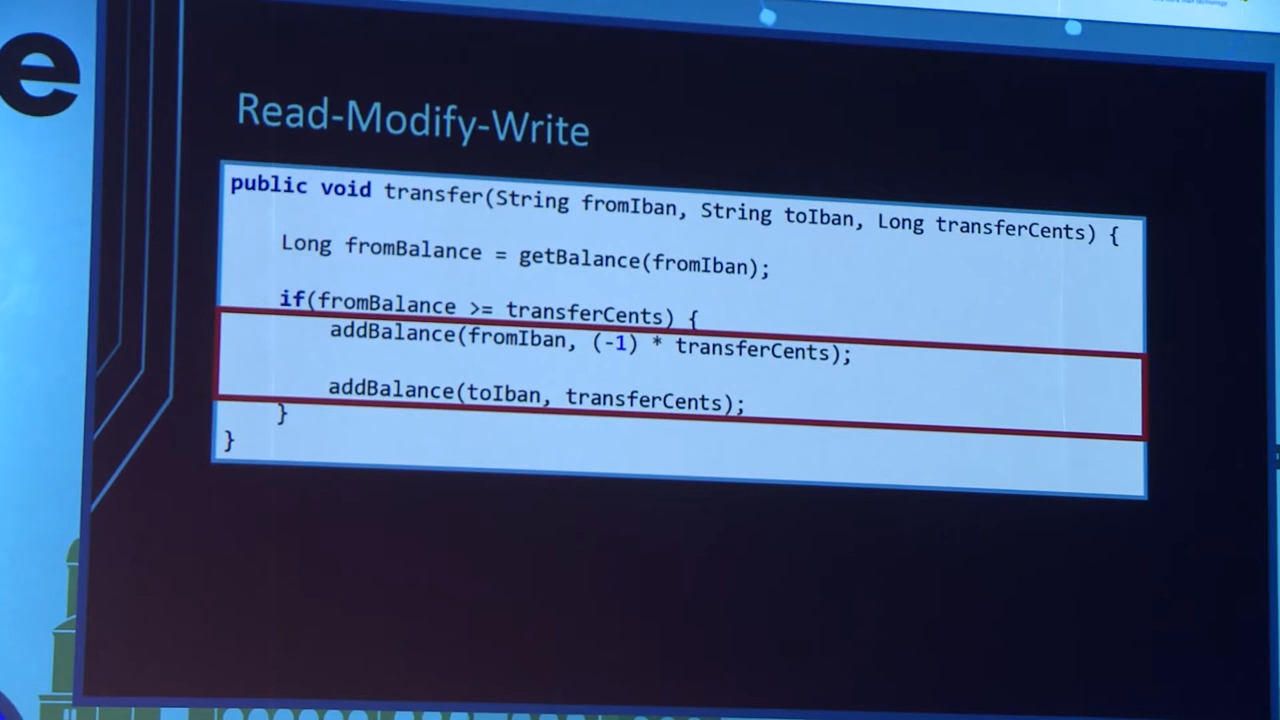 e
Read-Modify-Write
public void transfer(String fromIban, String toIban, Long transferCents) {
Long fromBalance = getBalance(fromIban);
if(fromBalance >= transferCents) {
addBalance(fromIban, (-1) * transferCents);
addBalance(toIban, transferCents);
}
}